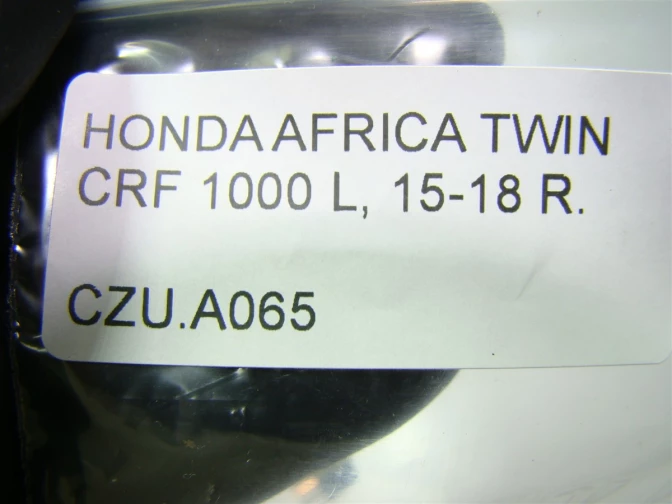 HONDA AFRICA TWIN
CRF 1000 L, 15-18 R.
CZU.A065